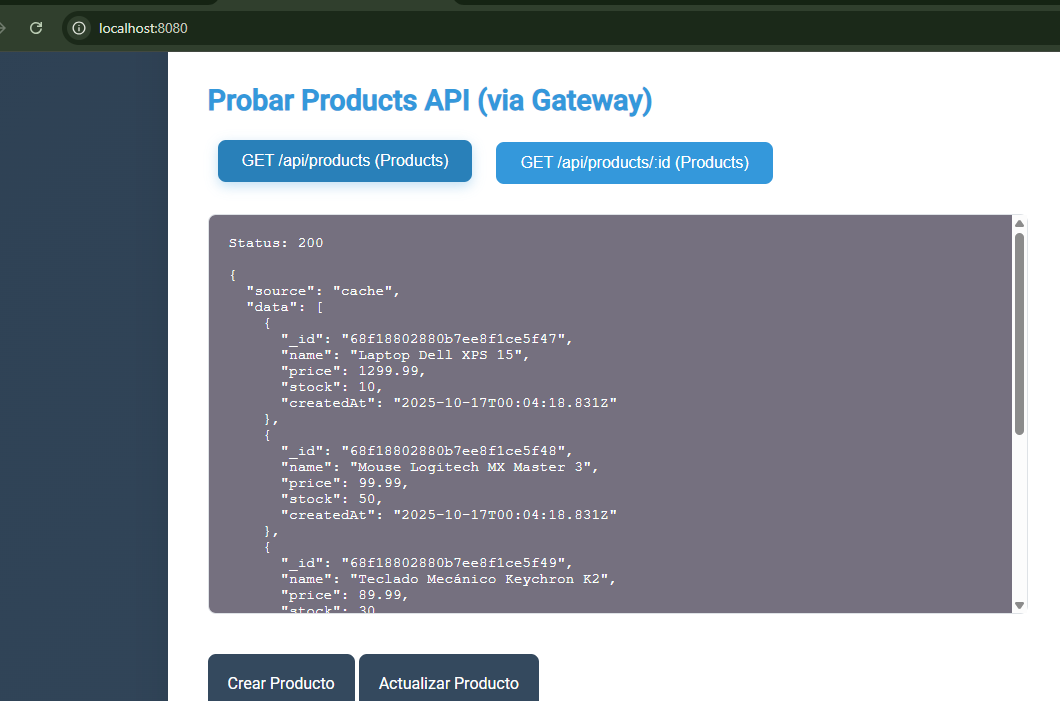 localhost:8080
Probar Products API (via Gateway)
GET /api/products (Products)
GET /api/products/:id (Products)
Status: 200
{
"source": "cache",
"data": [
{
"_id": "68f18802880b7ee8f1ce5f47",
"name": "Laptop Dell XPS 15",
"price": 1299.99,
"stock": 10,
"createdAt": "2025-10-17T00:04:18.831Z"
},
{
"_id": "68f18802880b7ee8f1ce5f48",
"name": "Mouse Logitech MX Master 3",
"price": 99.99,
"stock": 50,
"createdAt": "2025-10-17T00:04:18.831Z"
},
{
"_id": "68f18802880b7ee8f1ce5f49",
"name": "Teclado Mecánico Keychron K2",
"price": 89.99,
"stock": 30
Crear Producto
Actualizar Producto